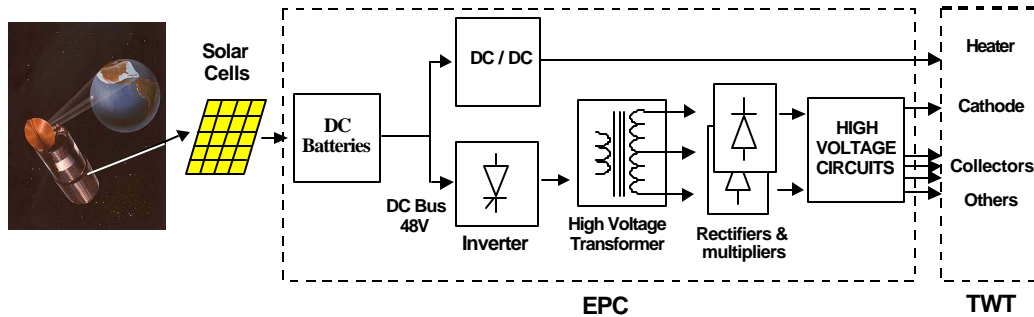 Solar
Cells
DC
Batteries
DC Bus
48V
DC / DC
Inverter
High Voltage
Transformer
Rectifiers &
multipliers
HIGH
VOLTAGE
CIRCUITS
EPC
Heater
Cathode
Collectors
Others
TWT